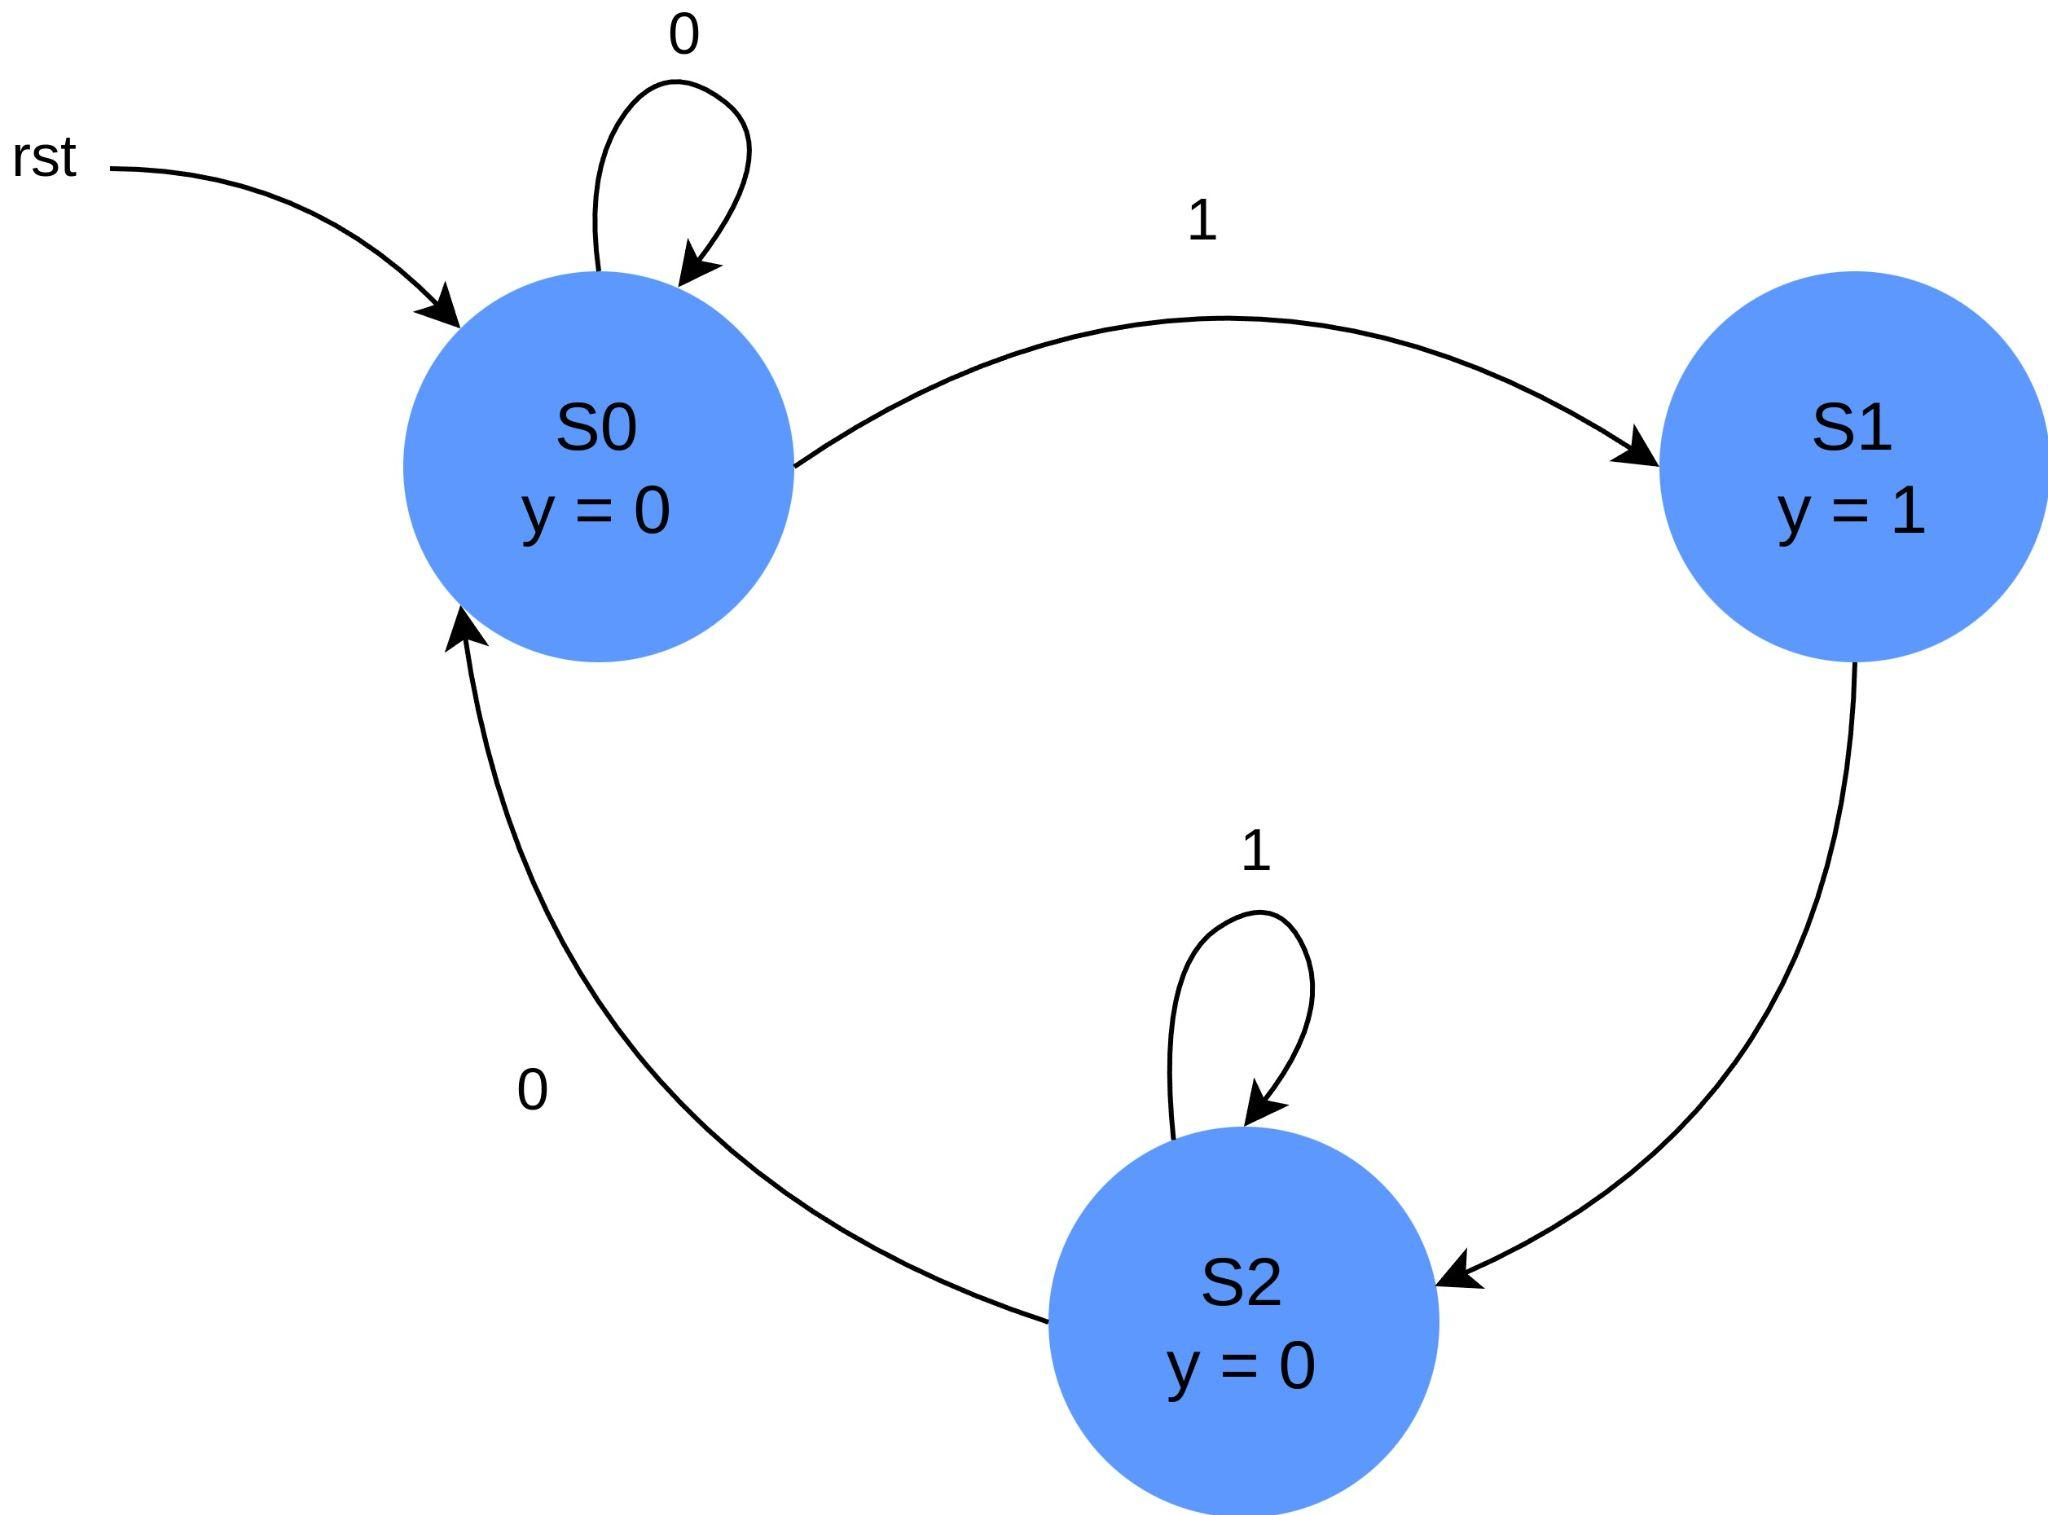 0
rst
1
S0
y = 0
S1
y = 1
1
0
S2
y = 0